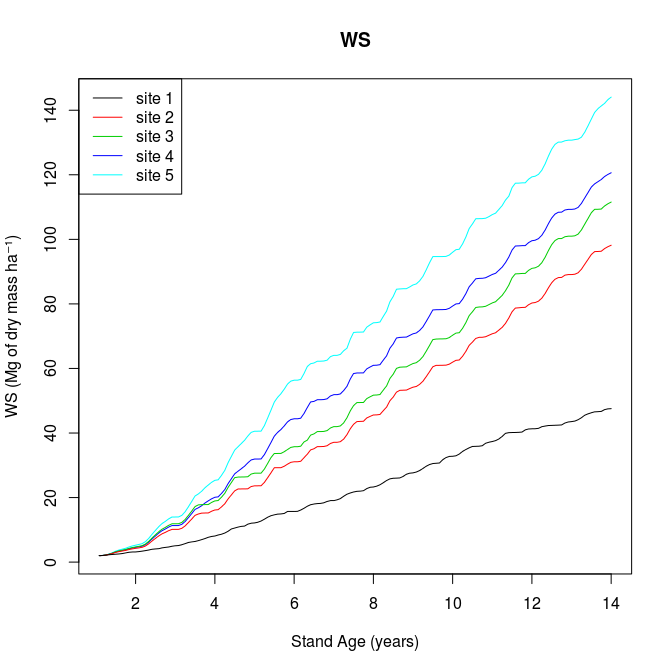 WS
site 1
site 2
site 3
site 4
site 5
WS (Mg of dry mass ha⁻¹)
140
120
100
80
60
40
20
0
2 4 6 8 10 12 14
Stand Age (years)